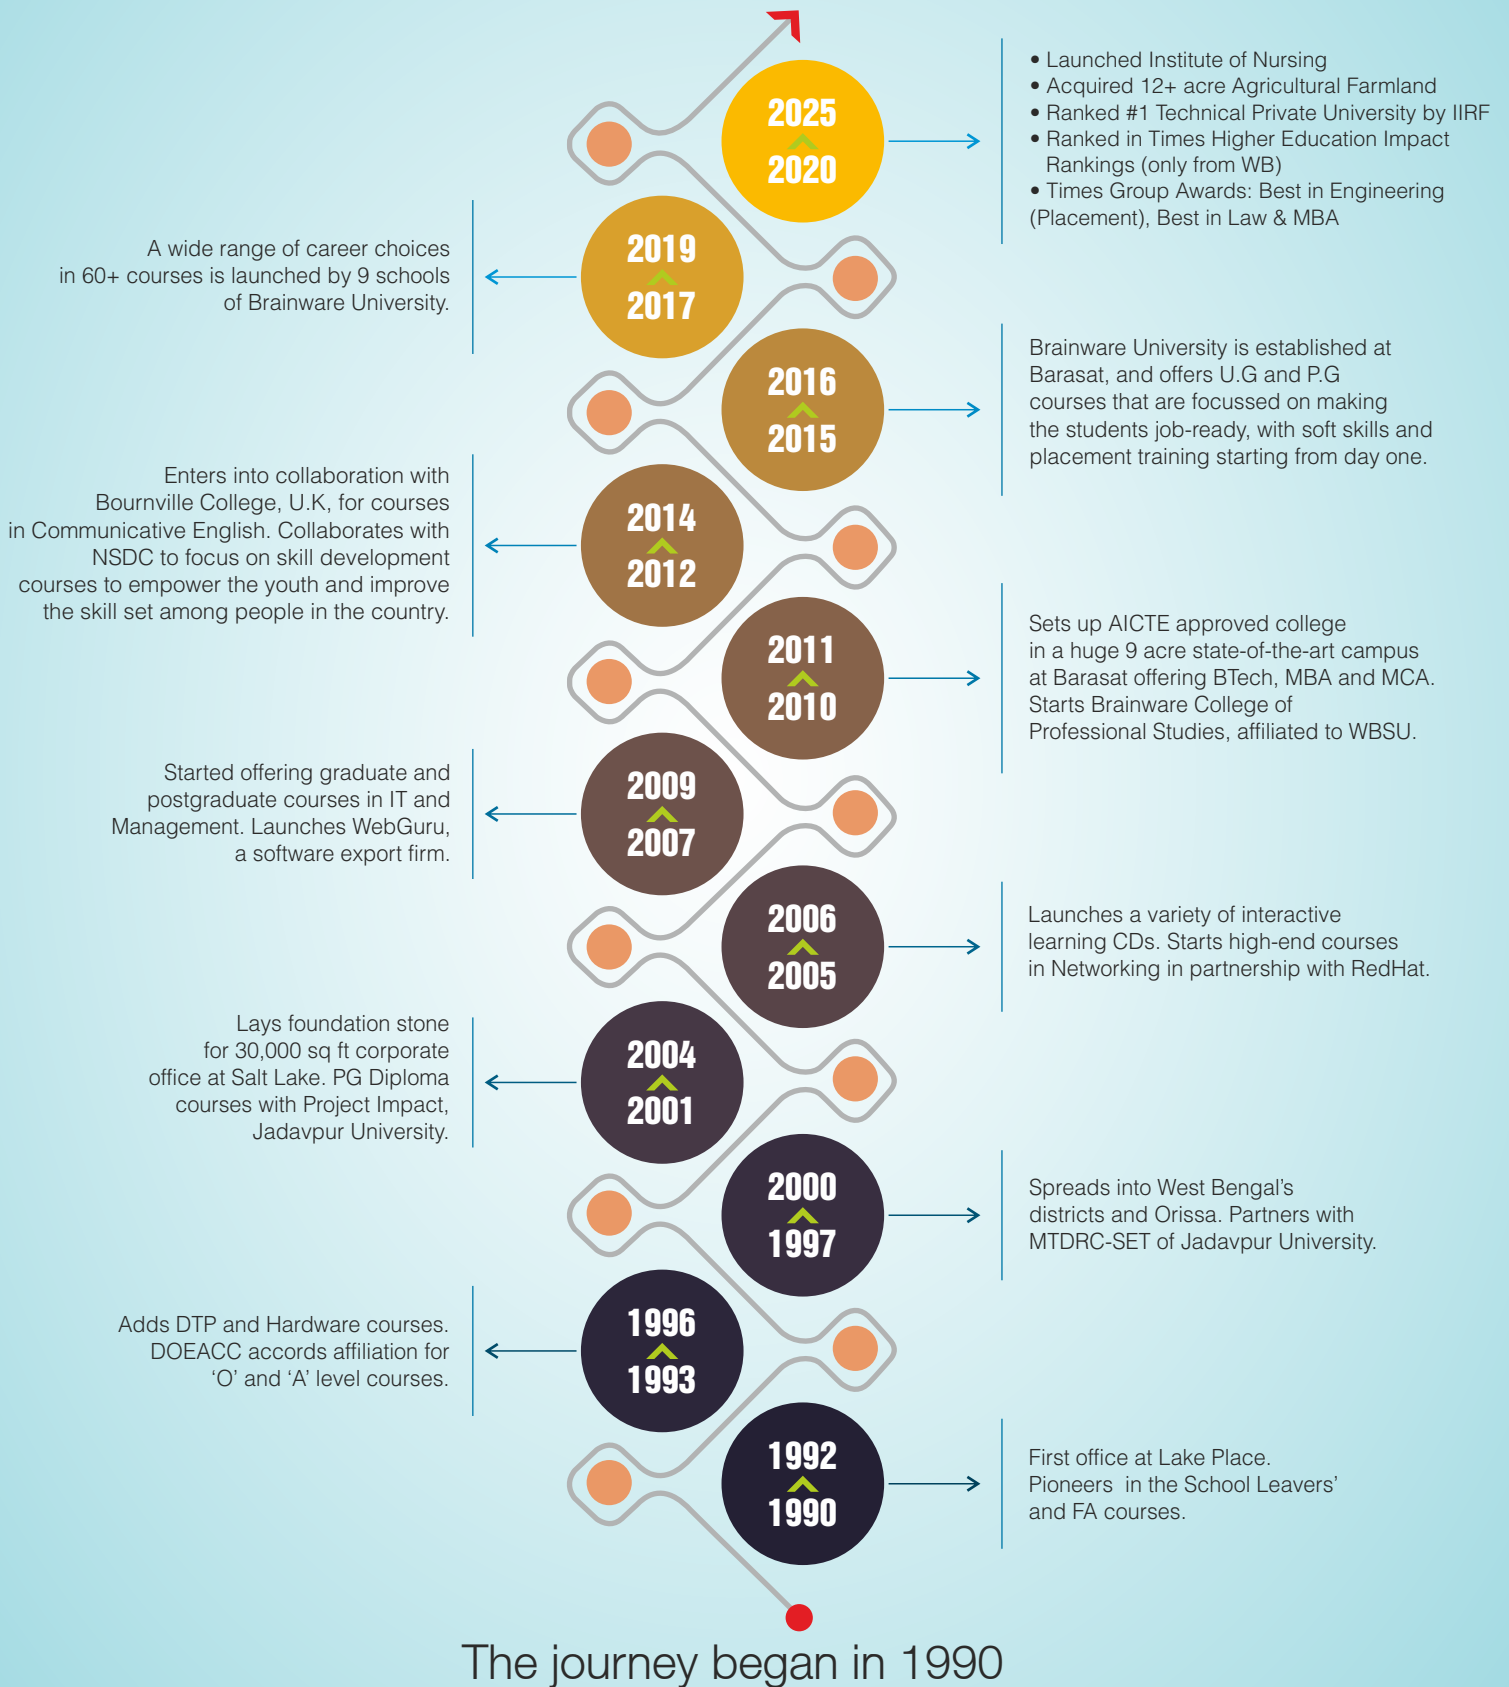 2025
2020
• Launched Institute of Nursing
• Acquired 12+ acre Agricultural Farmland
• Ranked #1 Technical Private University by IIRF
• Ranked in Times Higher Education Impact
Rankings (only from WB)
• Times Group Awards: Best in Engineering
(Placement), Best in Law & MBA
2019
2017
A wide range of career choices
in 60+ courses is launched by 9 schools
of Brainware University.
2016
2015
Brainware University is established at
Barasat, and offers U.G and P.G
courses that are focussed on making
the students job-ready, with soft skills and
placement training starting from day one.
2014
2012
Enters into collaboration with
Bournville College, U.K, for courses
in Communicative English. Collaborates with
NSDC to focus on skill development
courses to empower the youth and improve
the skill set among people in the country.
2011
2010
Sets up AICTE approved college
in a huge 9 acre state-of-the-art campus
at Barasat offering BTech, MBA and MCA.
Starts Brainware College of
Professional Studies, affiliated to WBSU.
2009
2007
Started offering graduate and
postgraduate courses in IT and
Management. Launches WebGuru,
a software export firm.
2006
2005
Launches a variety of interactive
learning CDs. Starts high-end courses
in Networking in partnership with RedHat.
2004
2001
Lays foundation stone
for 30,000 sq ft corporate
office at Salt Lake. PG Diploma
courses with Project Impact,
Jadavpur University.
2000
1997
Spreads into West Bengal’s
districts and Orissa. Partners with
MTDRC-SET of Jadavpur University.
1996
1993
Adds DTP and Hardware courses.
DOEACC accords affiliation for
‘O’ and ‘A’ level courses.
1992
1990
First office at Lake Place.
Pioneers in the School Leavers’
and FA courses.
The journey began in 1990